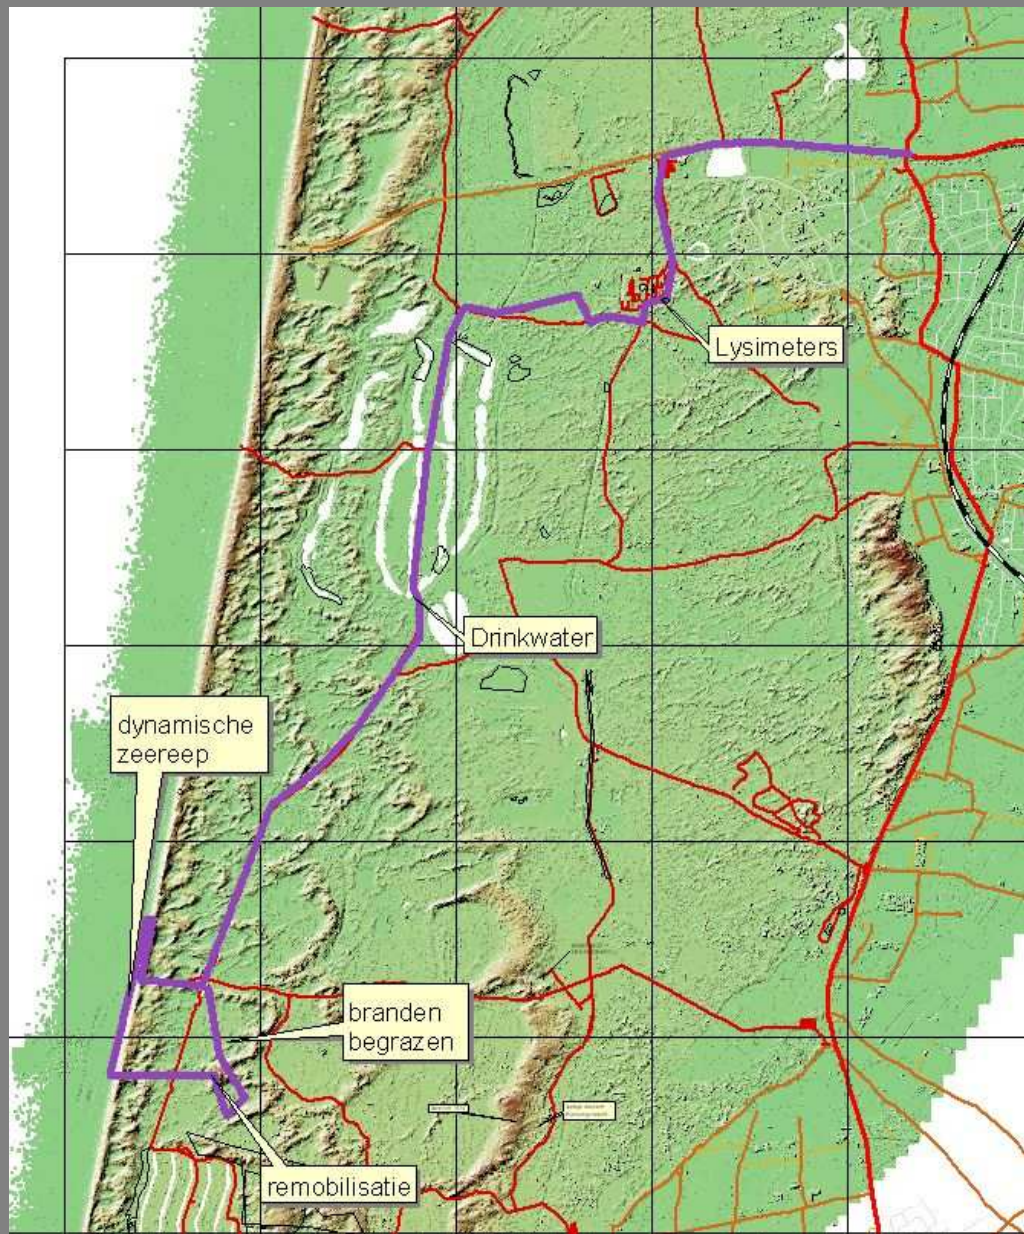 Lysimeters
Drinkwater
dynamische
zeereep
branden
begrazen
remobilisatie